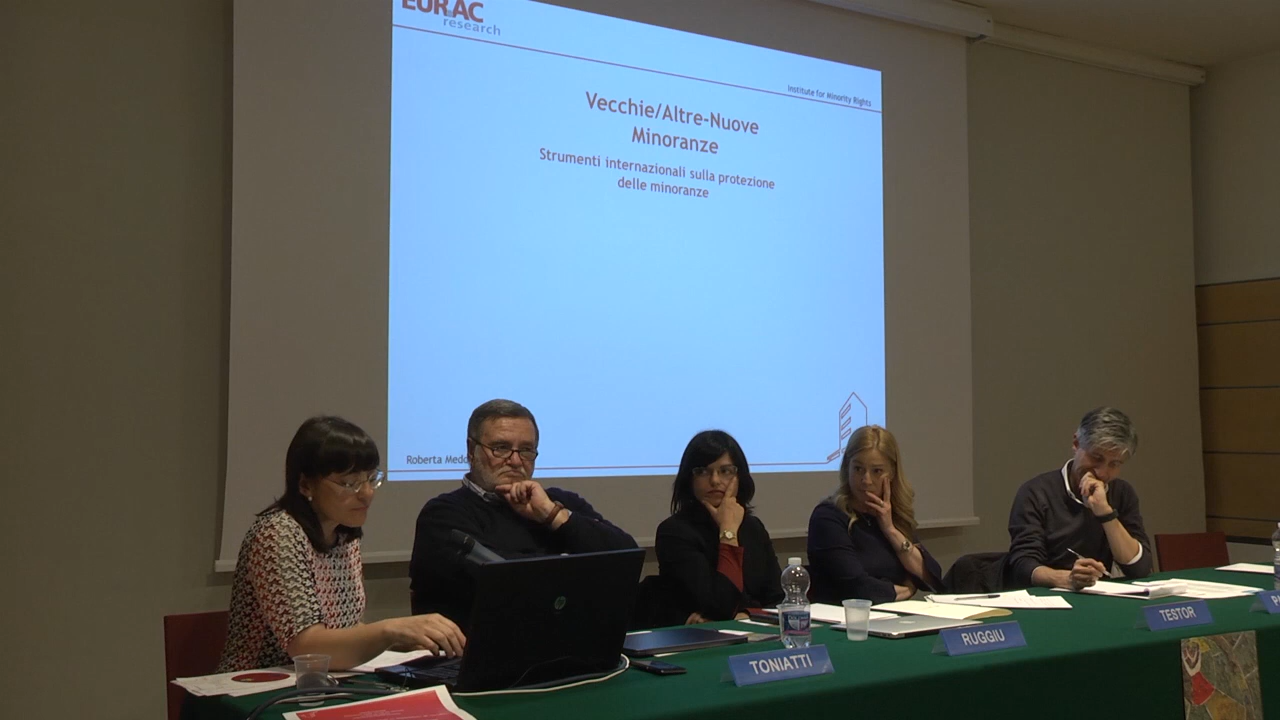 EURAC
research
Institute for Minority Rights
Vecchie/Altre-Nuove
Minoranze
Strumenti internazionali sulla protezione
delle minoranze
Roberta
TONIATTI
RUGGIU
TESTOR